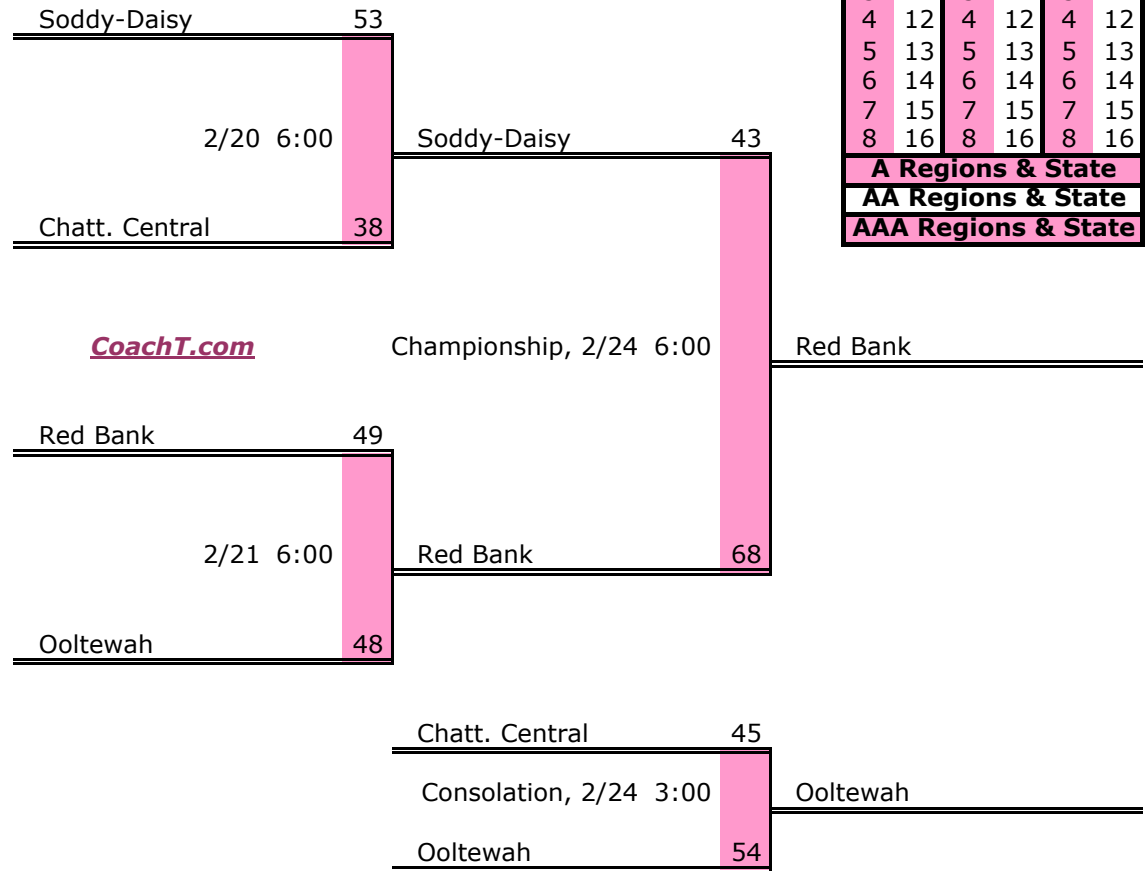 Soddy-Daisy 53
4 12 4 12 4 12
5 13 5 13 5 13
6 14 6 14 6 14
7 15 7 15 7 15
2/20 6:00 Soddy-Daisy 43
8 16 8 16 8 16
A Regions & State
AA Regions & State
Chatt. Central 38
AAA Regions & State
CoachT.com
Championship, 2/24 6:00
Red Bank
Red Bank 49
2/21 6:00
Red Bank 68
Ooltewah 48
Chatt. Central 45
Consolation, 2/24 3:00
Ooltewah
Ooltewah 54